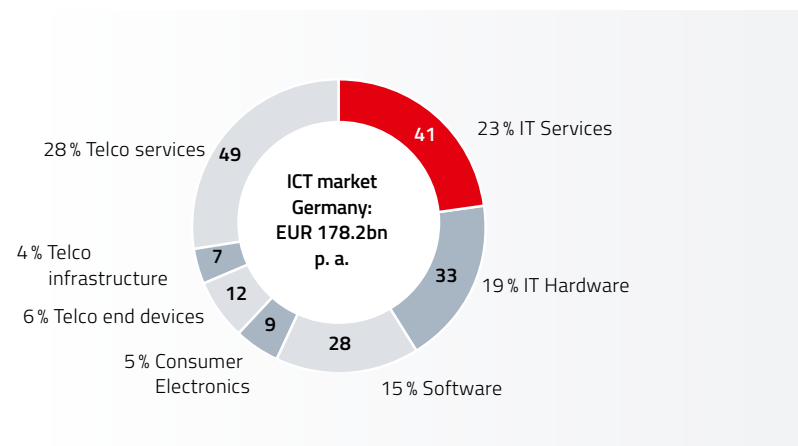 ICT market
Germany:
EUR 178.2bn
p. a.
41
23 % IT Services
33
19 % IT Hardware
28
15 % Software
9
5 % Consumer
Electronics
12
6 % Telco end devices
7
4 % Telco
infrastructure
49
28 % Telco services